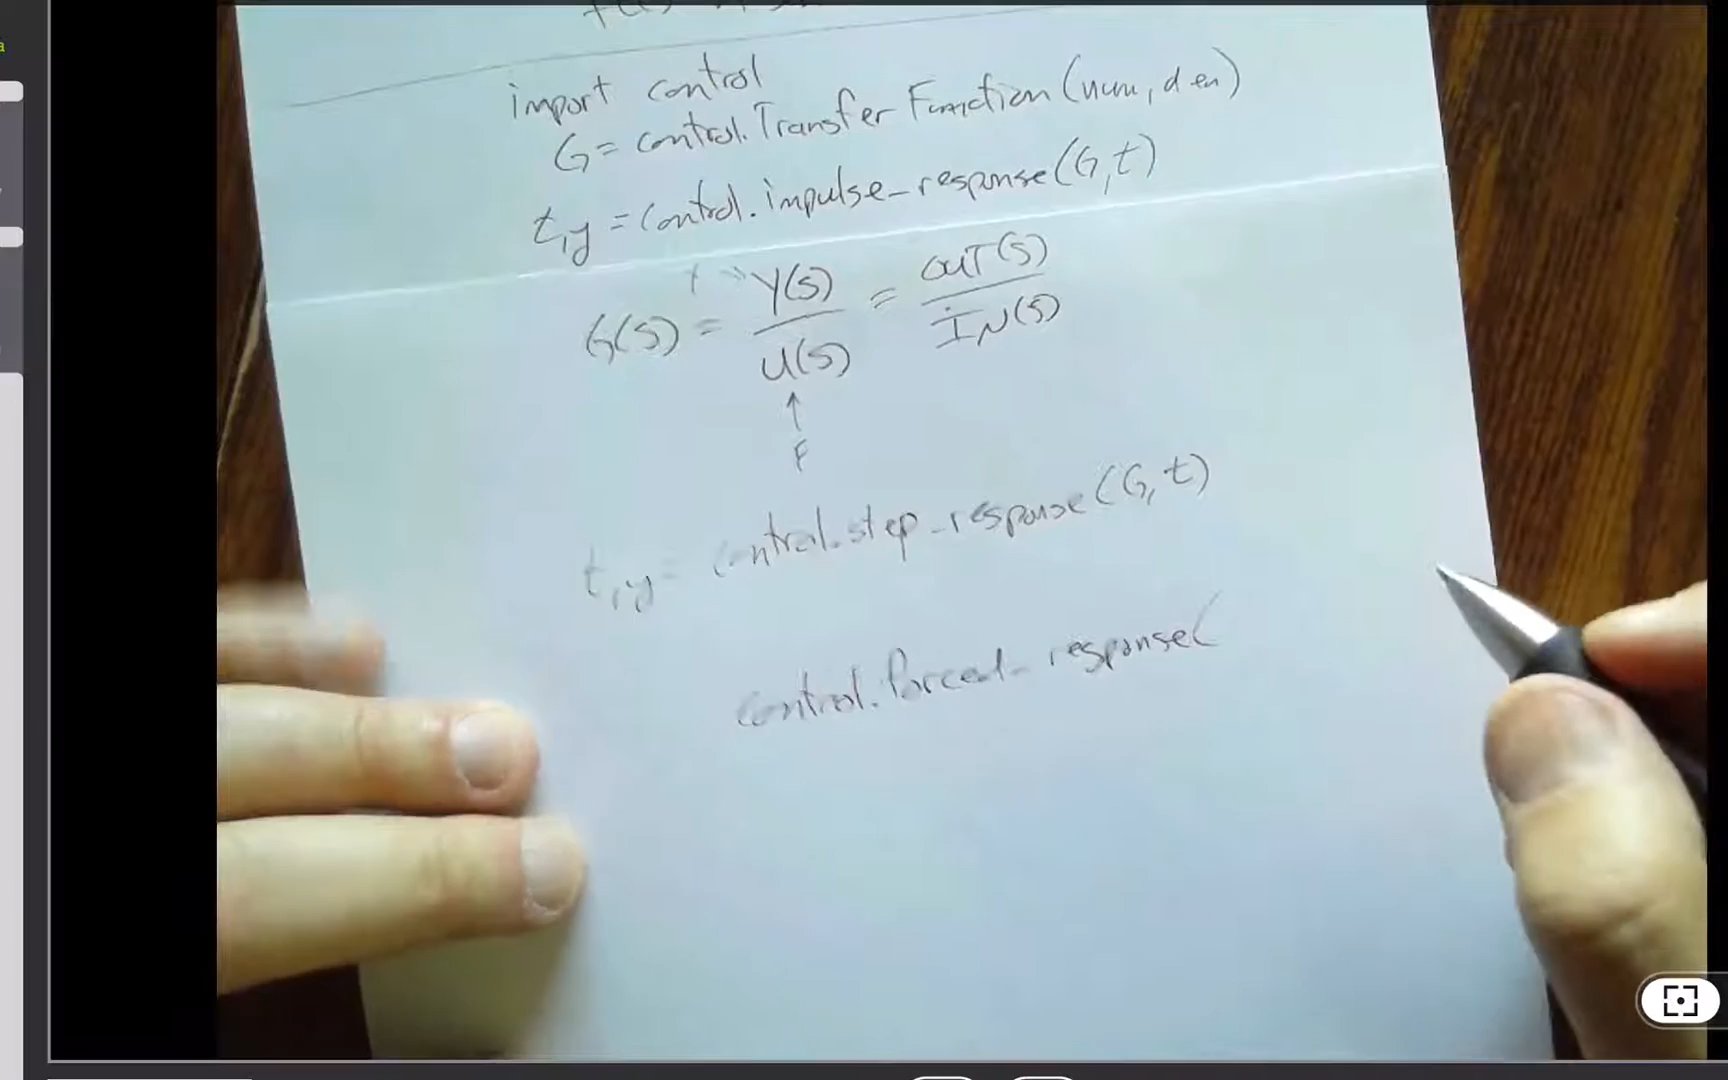 import control
G = control.TransferFunction(num, den)
t,y = control.impulse_response(G,t)
G(s) = Y(s) / U(s) = OUT(s) / IN(s)
↑
F
t,y = control.step_response(G,t)
control.forced_response(